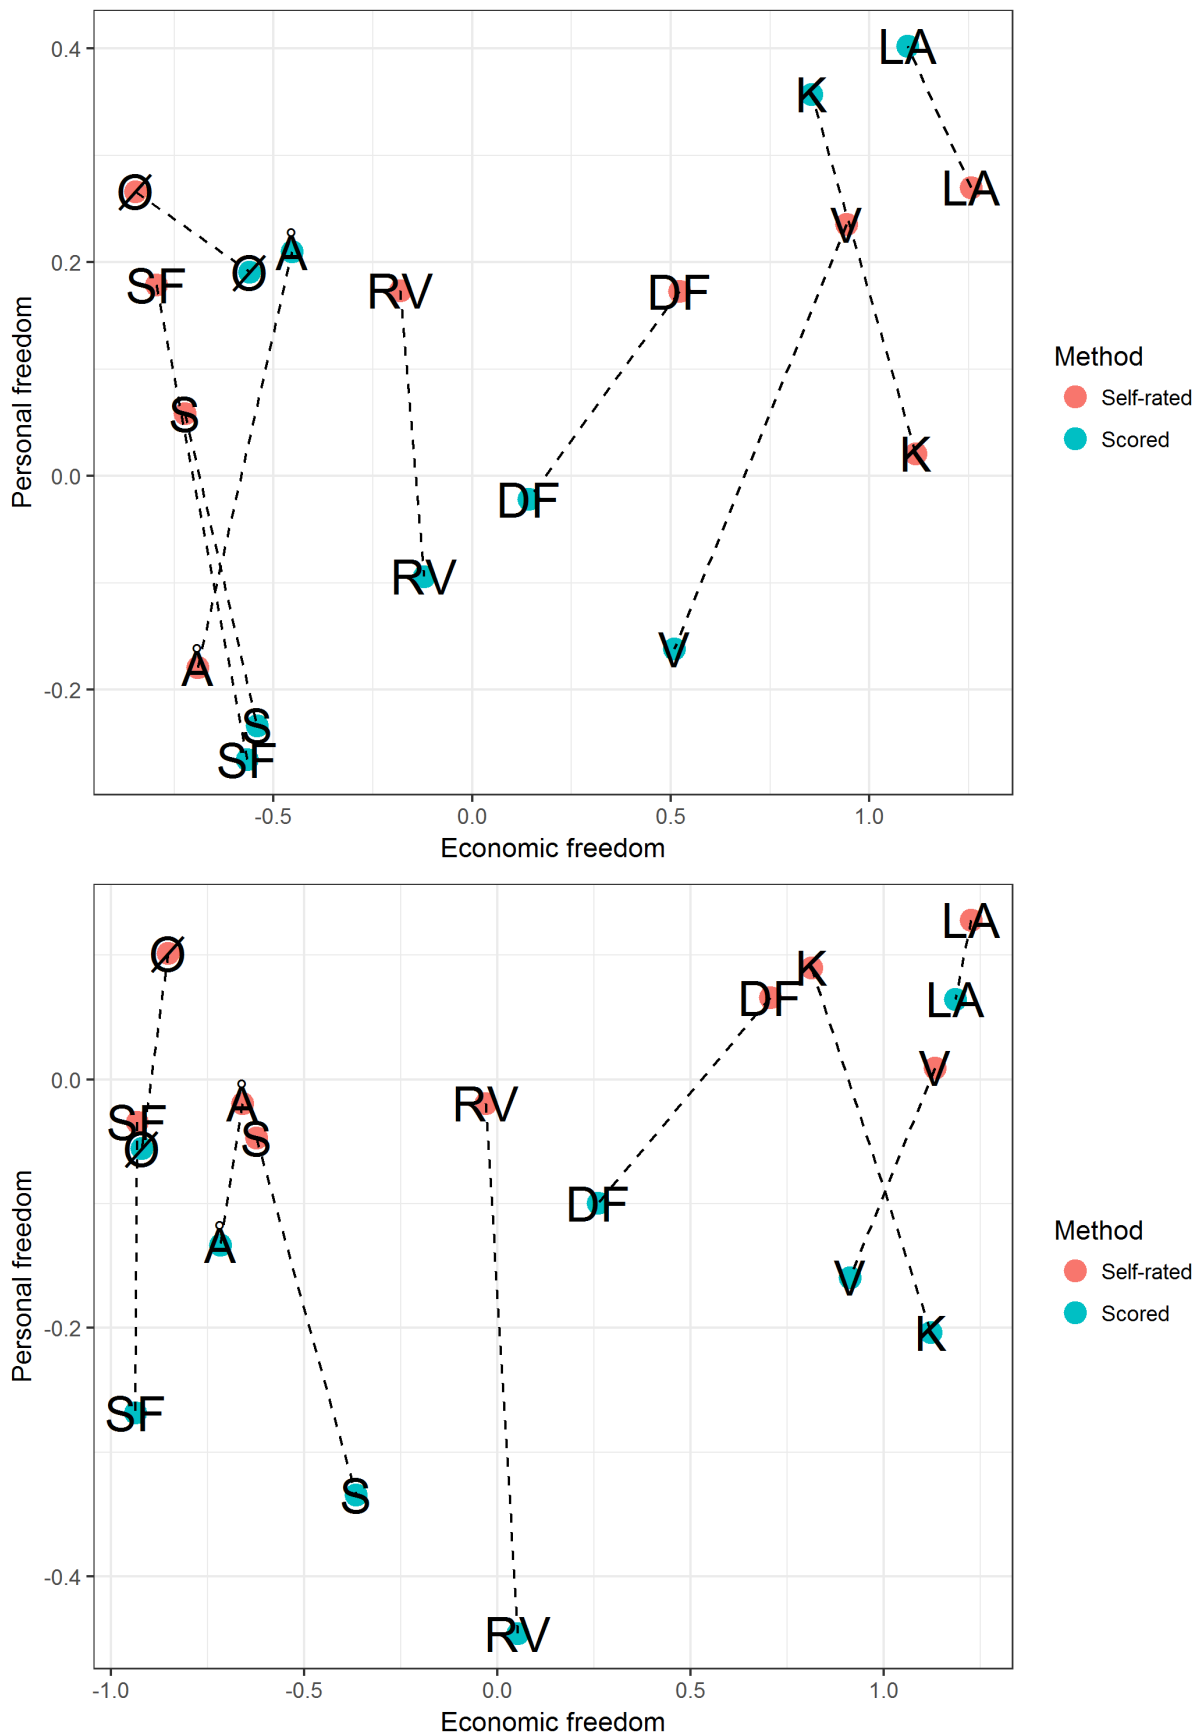 0.4
0.2
0.0
-0.2
Personal freedom
LA
K
LA
Ø
V
Å
Ø
SF
RV
DF
S
K
DF
RV
V
Å
S
SF
-0.5
0.0
0.5
1.0
Economic freedom
Method
Self-rated
Scored
0.0
-0.2
-0.4
Personal freedom
LA
Ø
K
DF
LA
V
Å
RV
SF
S
Ø
DF
Å
V
K
SF
S
RV
-1.0
-0.5
0.0
0.5
1.0
Economic freedom
Method
Self-rated
Scored